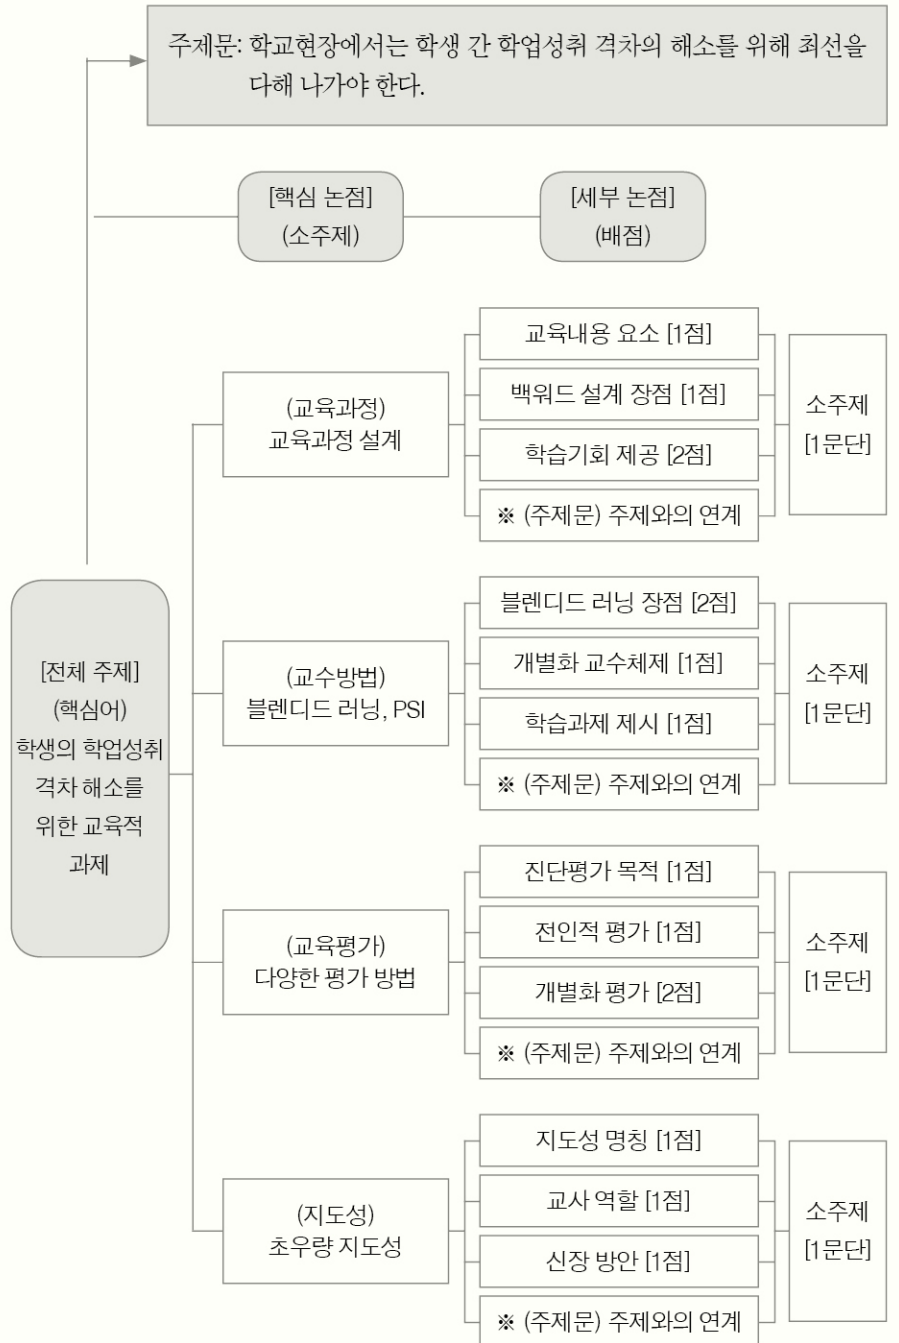 주제문: 학교현장에서는 학생 간 학업성취 격차의 해소를 위해 최선을
다해 나가야 한다.
[핵심 논점]
(소주제)
[세부 논점]
(배점)
[전체 주제]
(핵심어)
학생의 학업성취
격차 해소를
위한 교육적
과제
(교육과정)
교육과정 설계
교육내용 요소 [1점]
백워드 설계 장점 [1점]
학습기회 제공 [2점]
※ (주제문) 주제와의 연계
소주제
[1문단]
(교수방법)
블렌디드 러닝, PSI
블렌디드 러닝 장점 [2점]
개별화 교수체제 [1점]
학습과제 제시 [1점]
※ (주제문) 주제와의 연계
소주제
[1문단]
(교육평가)
다양한 평가 방법
진단평가 목적 [1점]
전인적 평가 [1점]
개별화 평가 [2점]
※ (주제문) 주제와의 연계
소주제
[1문단]
(지도성)
초우량 지도성
지도성 명칭 [1점]
교사 역할 [1점]
신장 방안 [1점]
※ (주제문) 주제와의 연계
소주제
[1문단]